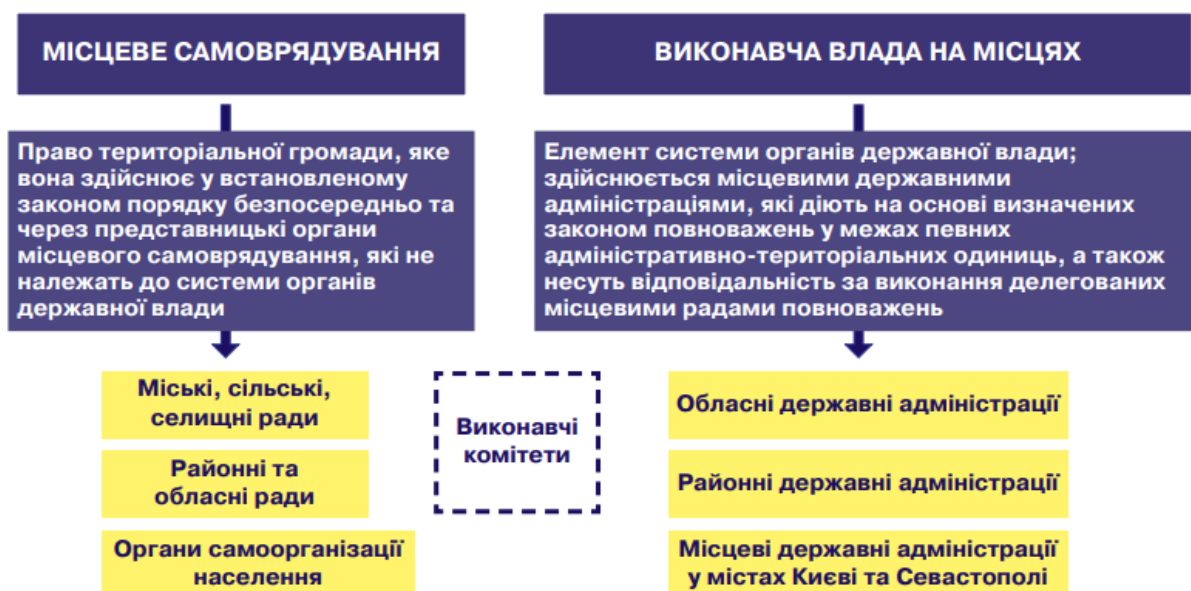 МІСЦЕВЕ САМОВРЯДУВАННЯ
Право територіальної громади, яке
вона здійснює у встановленому
законом порядку безпосередньо та
через представницькі органи
місцевого самоврядування, які не
належать до системи органів
державної влади
Міські, сільські,
селищні ради
Районні та
обласні ради
Органи самоорганізації
населення
Виконавчі
комітети
ВИКОНАВЧА ВЛАДА НА МІСЦЯХ
Елемент системи органів державної влади;
здійснюється місцевими державними
адміністраціями, які діють на основі визначених
законом повноважень у межах певних
адміністративно-територіальних одиниць, а також
несуть відповідальність за виконання делегованих
місцевими радами повноважень
Обласні державні адміністрації
Районні державні адміністрації
Місцеві державні адміністрації
у містах Києві та Севастополі